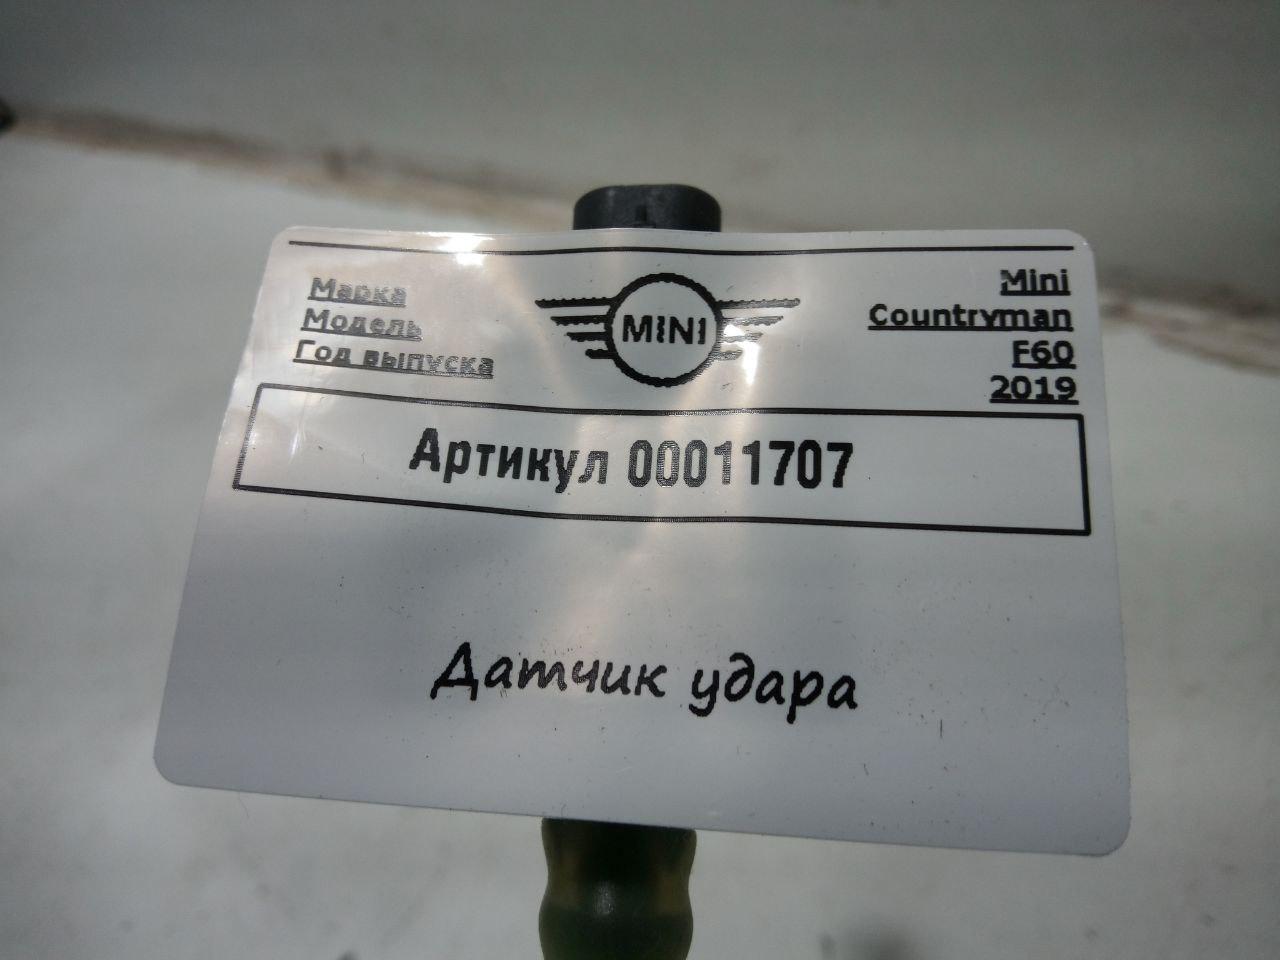 Марка Mini
Модель Countryman
F60
Год выпуска 2019
MINI
Артикул 00011707
Датчик удара